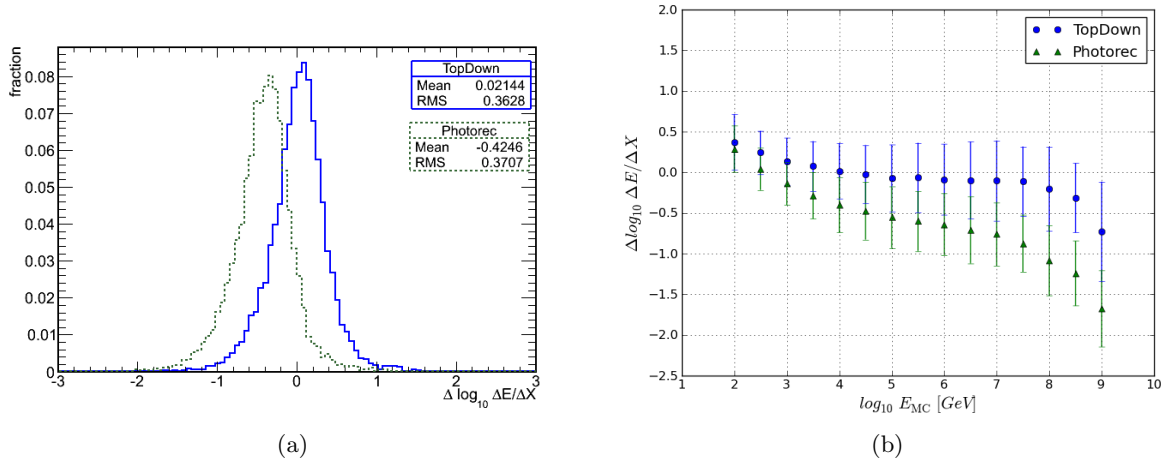 fraction
0.08
0.07
0.06
0.05
0.04
0.03
0.02
0.01
0
-3 -2 -1 0 1 2 3
Δ log10 ΔE/ΔX
TopDown
Mean 0.02144
RMS 0.3628
Photorec
Mean -0.4246
RMS 0.3707
(a)
2.0
1.5
1.0
0.5
0.0
−0.5
−1.0
−1.5
−2.0
−2.5
Δlog10 ΔE/ΔX
TopDown
Photorec
1 2 3 4 5 6 7 8 9 10
log10 EMC [GeV]
(b)